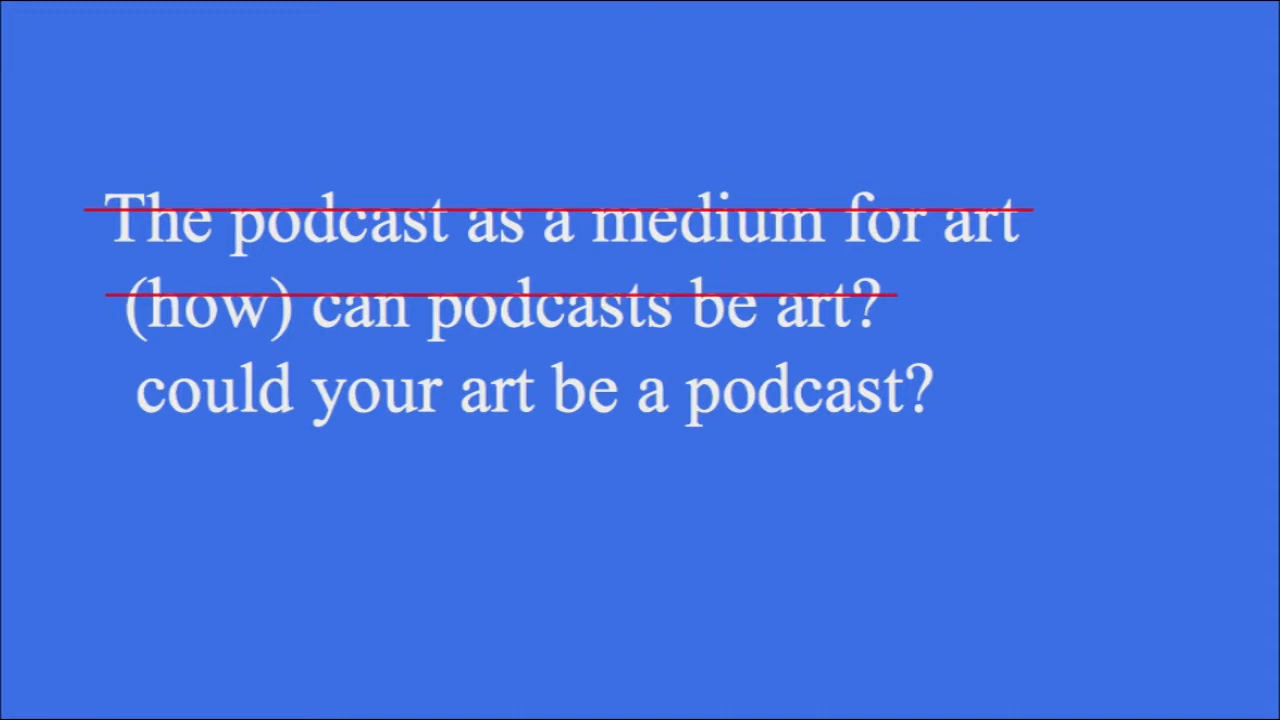 The podcast as a medium for art
(how) can podcasts be art?
could your art be a podcast?